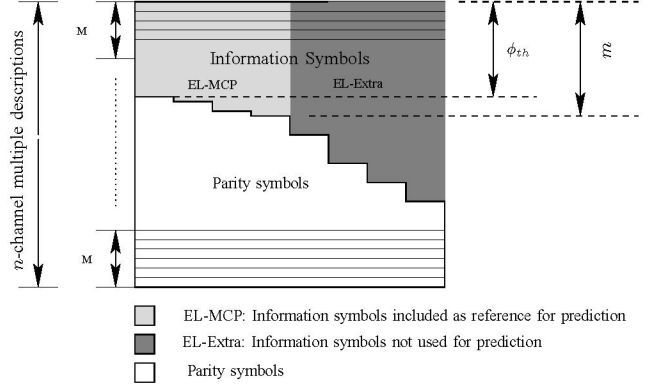 n-channel multiple descriptions
M
M
Information Symbols
EL-MCP
EL-Extra
Parity symbols
ϕth
m
EL-MCP: Information symbols included as reference for prediction
EL-Extra: Information symbols not used for prediction
Parity symbols